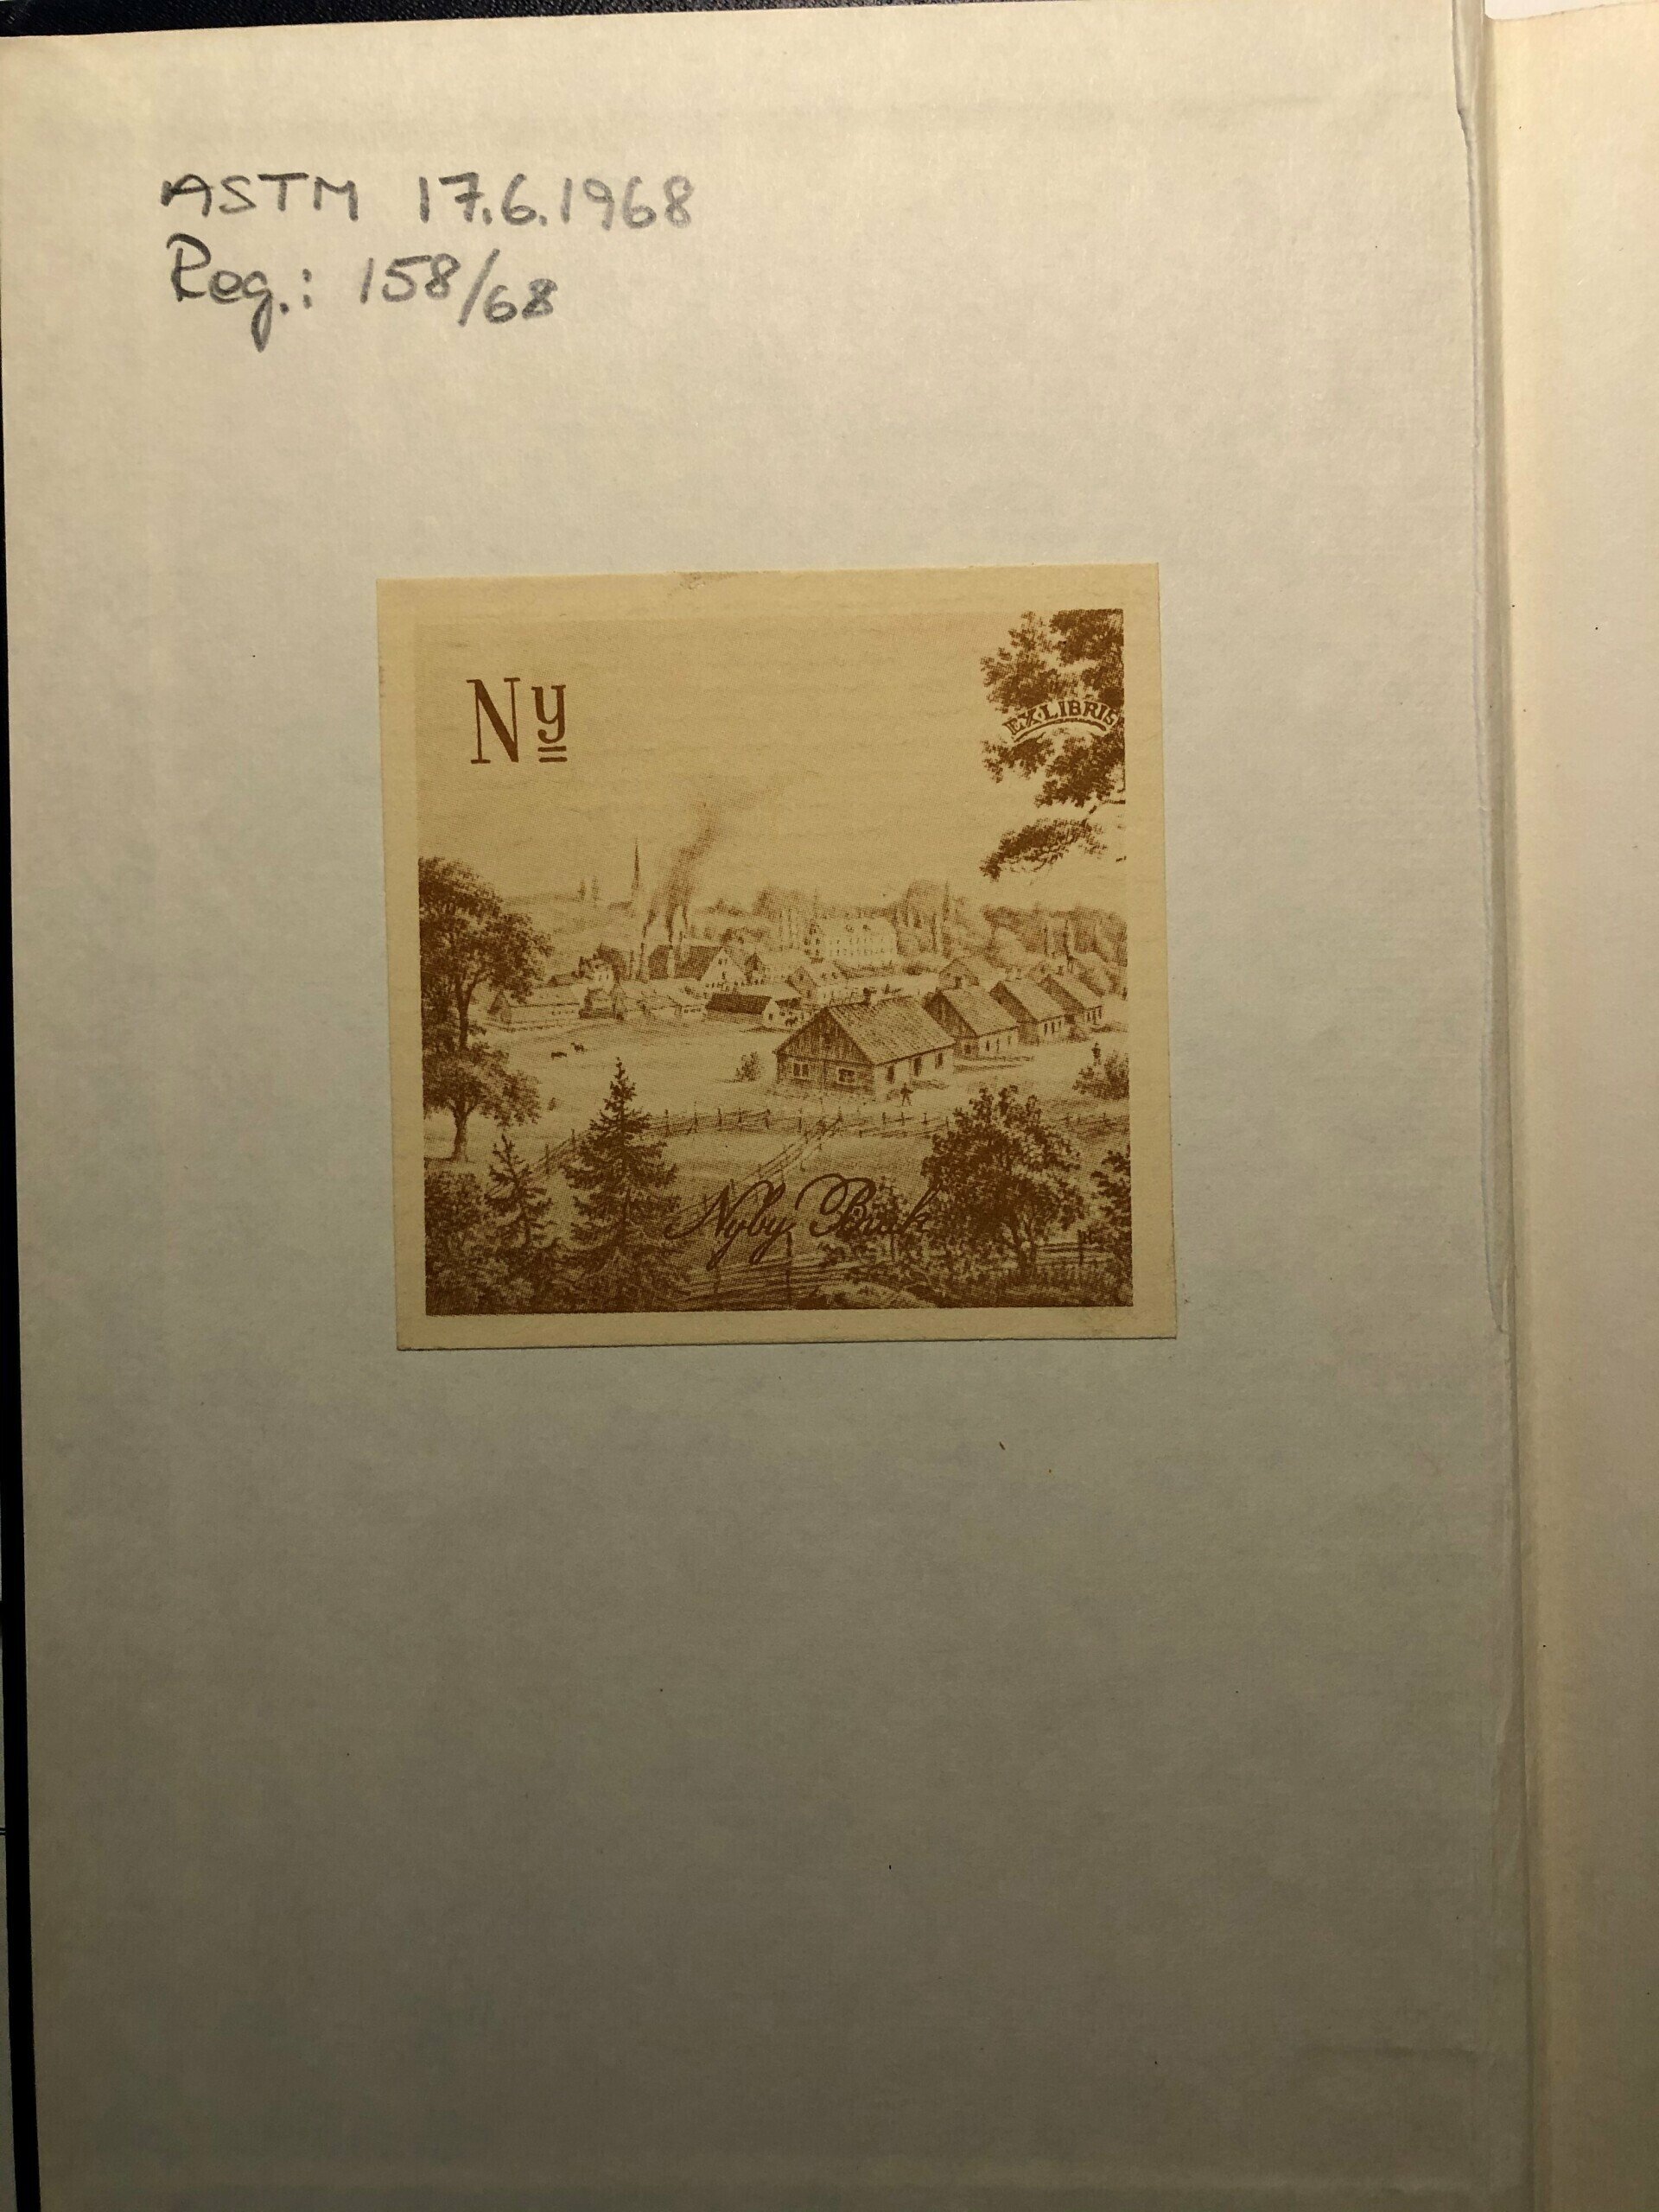 ASTM 17.6.1968
Reg.: 158/68
Ny
EX·LIBRIS
Nyby Bruk